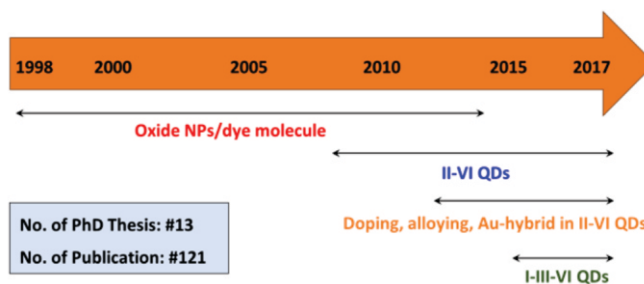 1998 2000 2005 2010 2015 2017
Oxide NPs/dye molecule
II-VI QDs
Doping, alloying, Au-hybrid in II-VI QDs
I-III-VI QDs
No. of PhD Thesis: #13
No. of Publication: #121